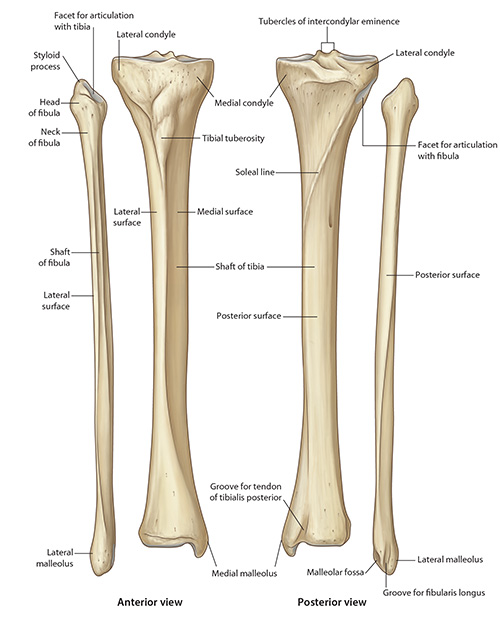 Facet for articulation
with tibia
Lateral condyle
Styloid
process
Head
of fibula
Neck
of fibula
Medial condyle
Tibial tuberosity
Lateral
surface
Medial surface
Shaft
of fibula
Lateral
surface
Shaft of tibia
Lateral
malleolus
Medial malleolus
Anterior view
Tubercles of intercondylar eminence
Lateral condyle
Facet for articulation
with fibula
Soleal line
Posterior surface
Posterior surface
Groove for tendon
of tibialis posterior
Malleolar fossa
Lateral malleolus
Groove for fibularis longus
Posterior view